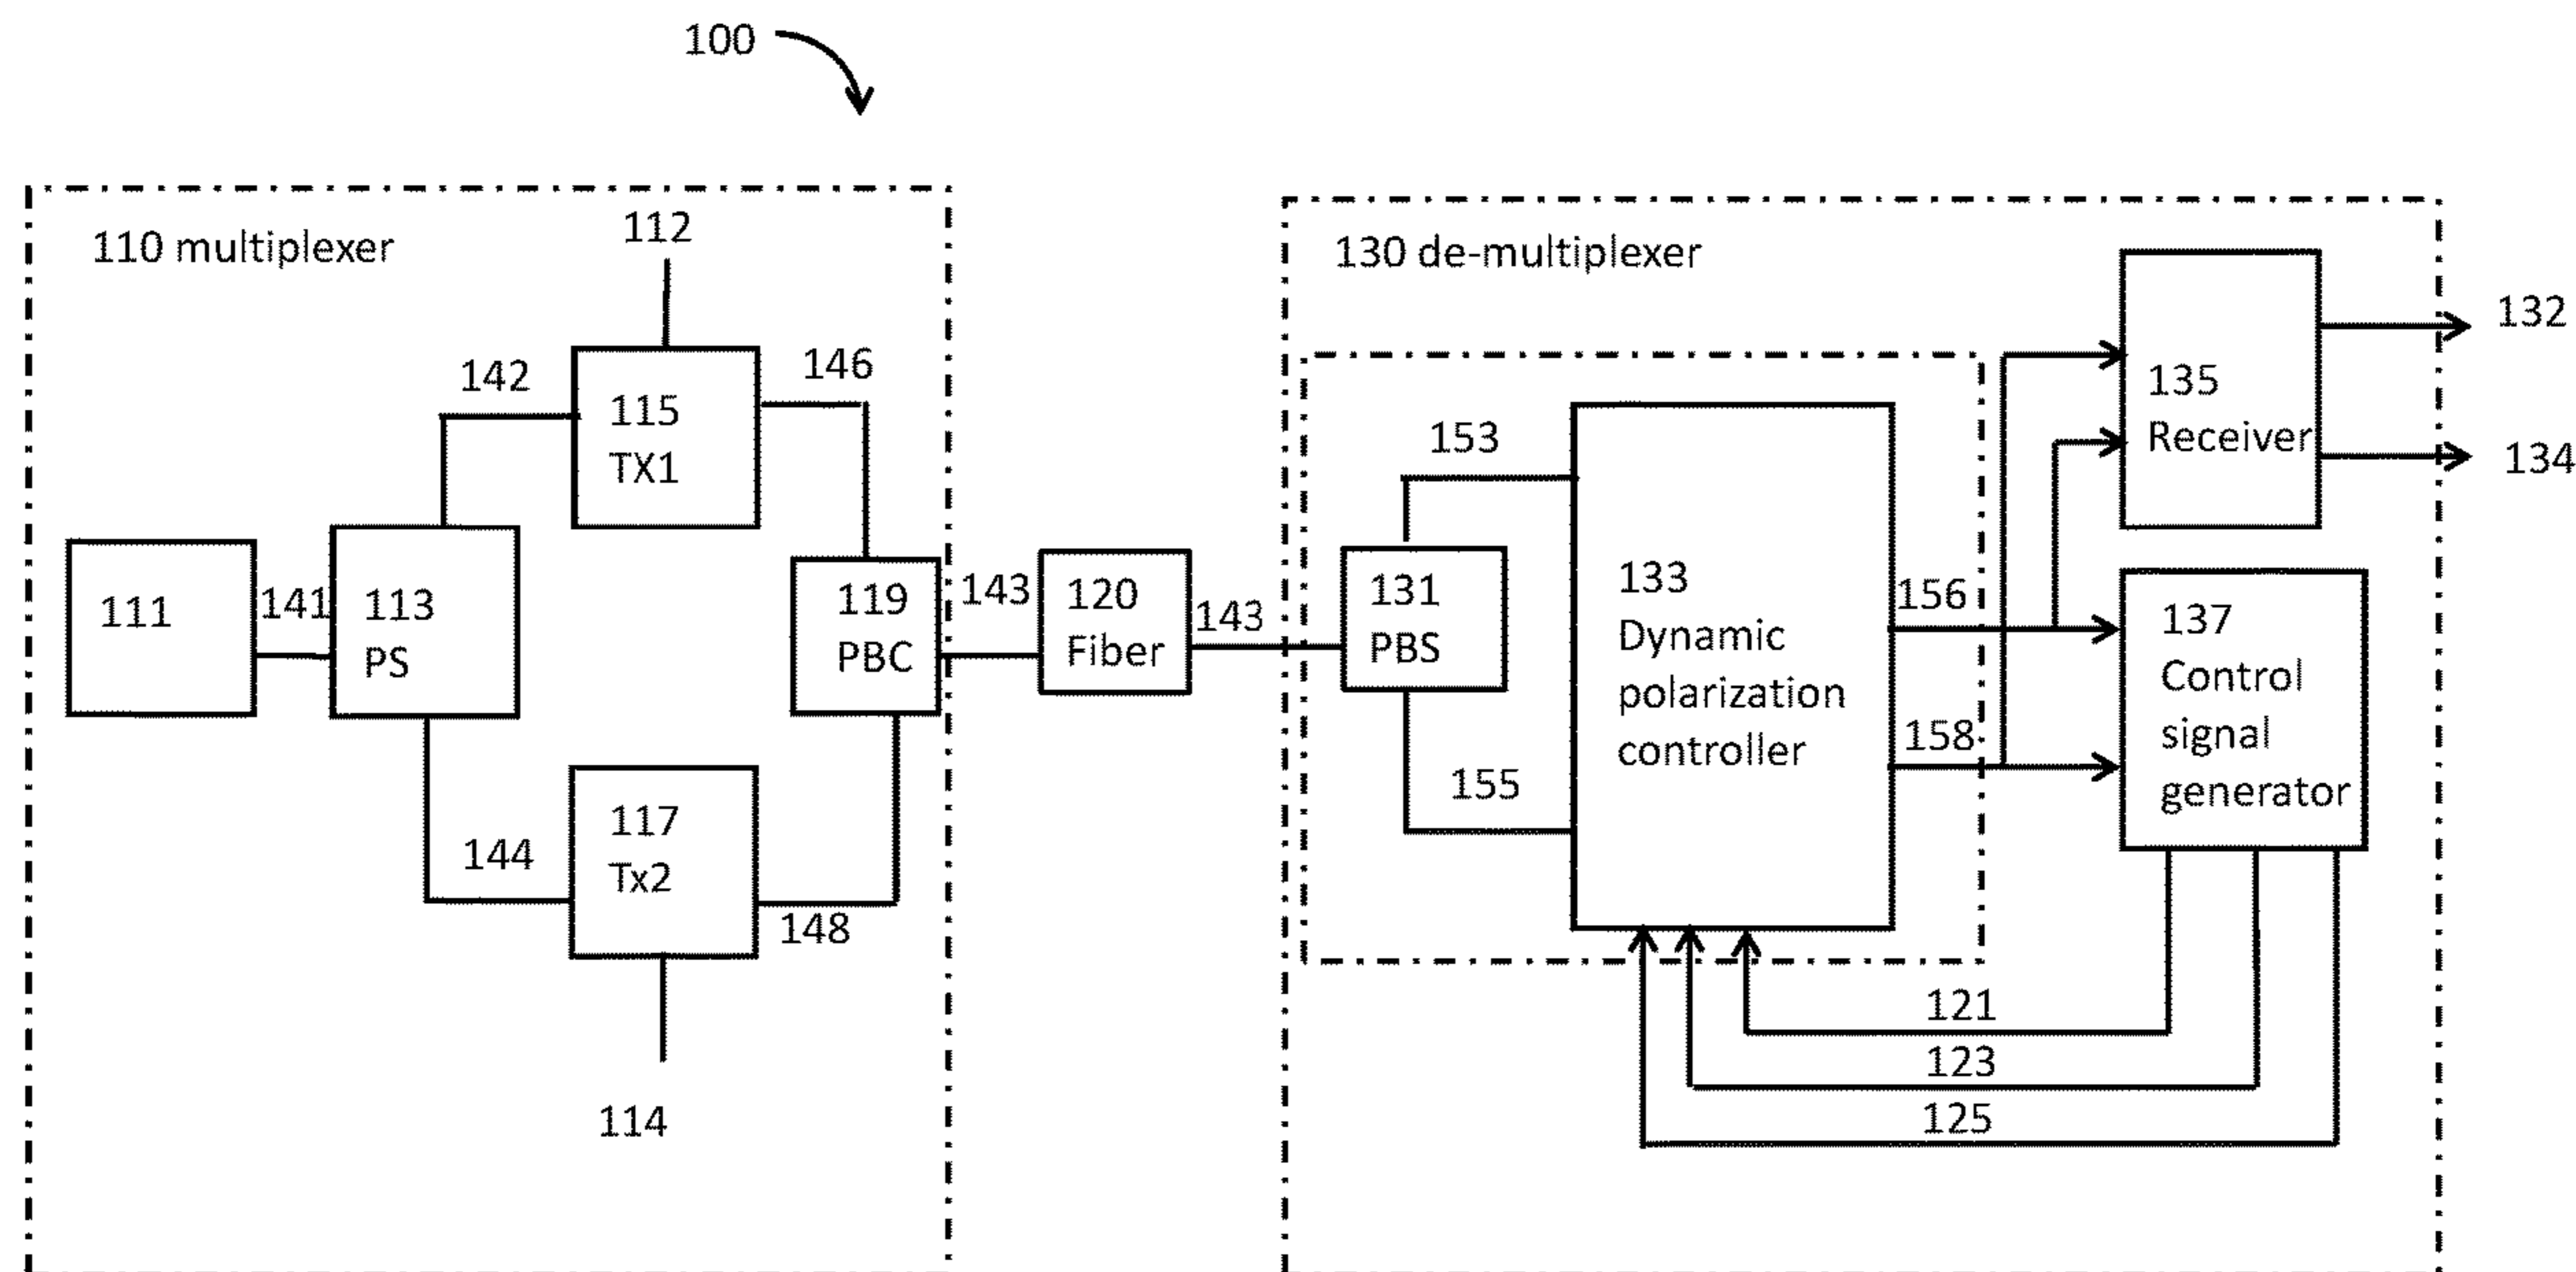 100
110 multiplexer
112
142
115
TX1
146
111
141
113
PS
119
PBC
144
117
Tx2
148
114
143
120
Fiber
143
130 de-multiplexer
153
131
PBS
155
133
Dynamic
polarization
controller
156
158
135
Receiver
132
134
137
Control
signal
generator
121
123
125